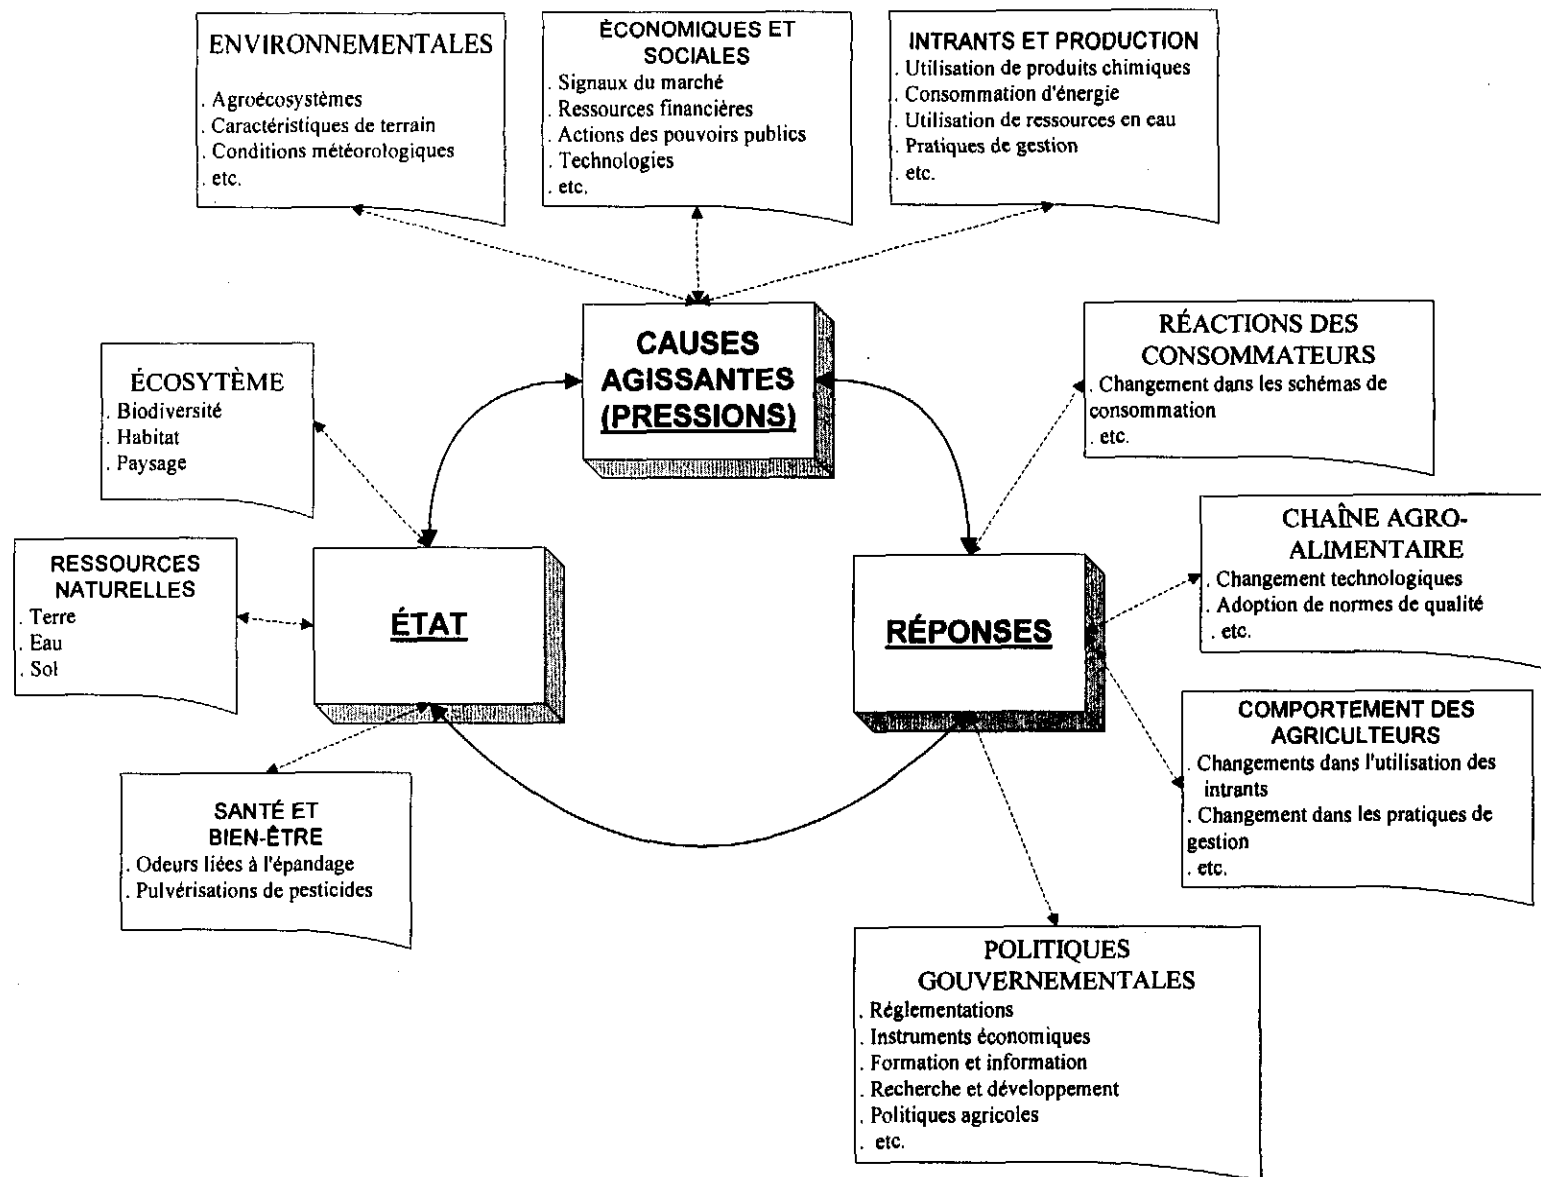 ENVIRONNEMENTALES
. Agroécosystèmes
. Caractéristiques de terrain
. Conditions météorologiques
. etc.
ÉCONOMIQUES ET
SOCIALES
. Signaux du marché
. Ressources financières
. Actions des pouvoirs publics
. Technologies
. etc.
INTRANTS ET PRODUCTION
. Utilisation de produits chimiques
. Consommation d'énergie
. Utilisation de ressources en eau
. Pratiques de gestion
. etc.
CAUSES
AGISSANTES
(PRESSIONS)
RÉACTIONS DES
CONSOMMATEURS
. Changement dans les schémas de
consommation
. etc.
ÉCOSYTÈME
. Biodiversité
. Habitat
. Paysage
CHAÎNE AGRO-
ALIMENTAIRE
. Changement technologiques
. Adoption de normes de qualité
. etc.
RESSOURCES
NATURELLES
. Terre
. Eau
. Sol
ÉTAT
RÉPONSES
COMPORTEMENT DES
AGRICULTEURS
. Changements dans l'utilisation des
intrants
. Changement dans les pratiques de
gestion
. etc.
SANTÉ ET
BIEN-ÊTRE
. Odeurs liées à l'épandage
. Pulvérisations de pesticides
POLITIQUES
GOUVERNEMENTALES
. Réglementations
. Instruments économiques
. Formation et information
. Recherche et développement
. Politiques agricoles
. etc.